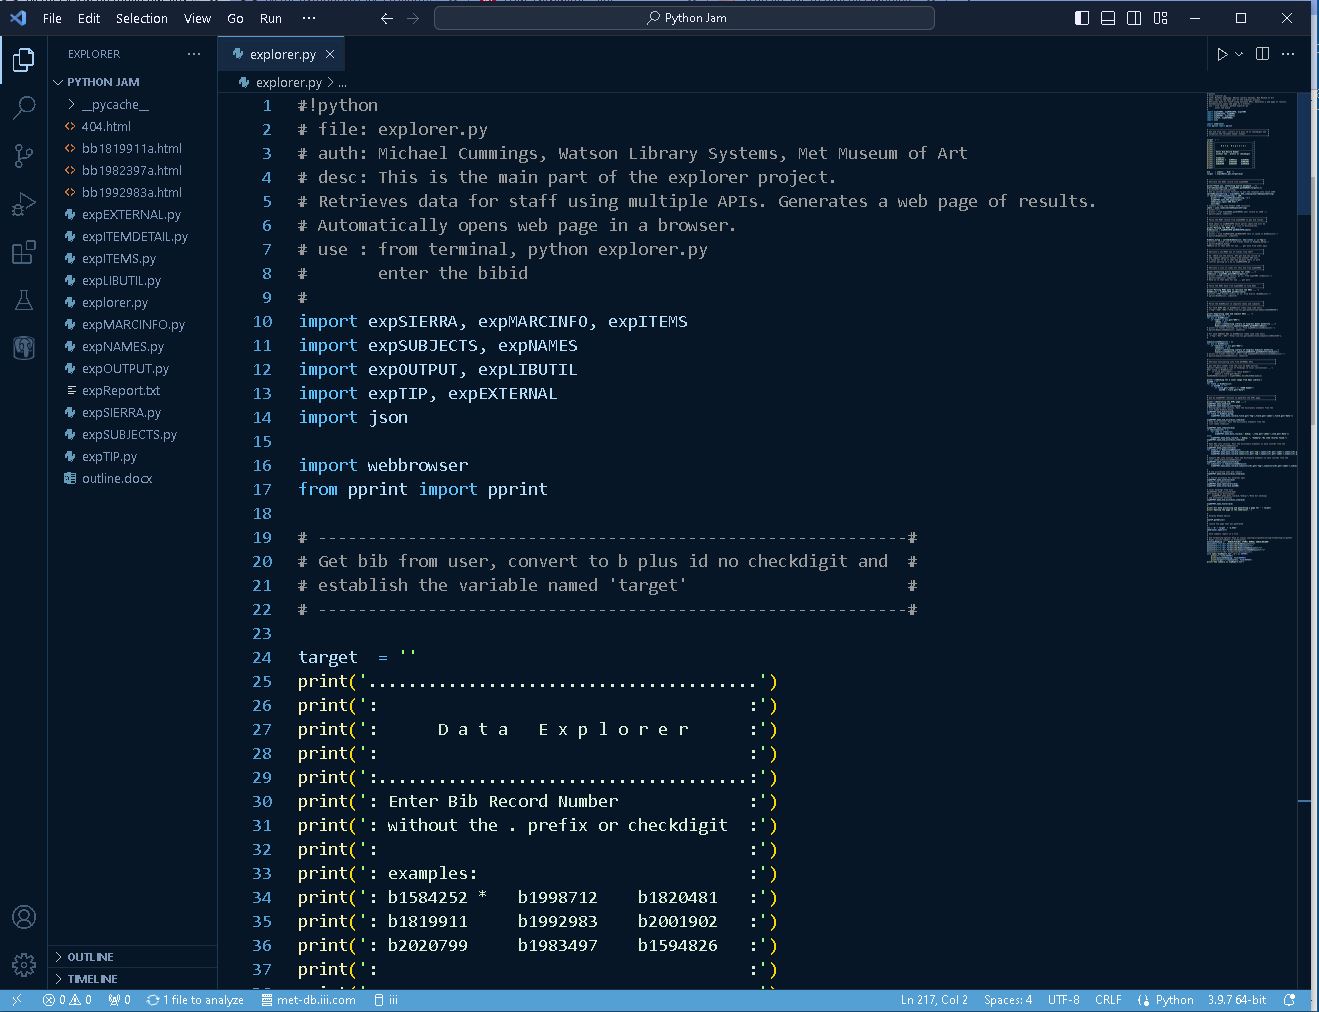 File Edit Selection View Go Run ··· Python Jam
EXPLORER ···
PYTHON JAM
__pycache__
404.html
bb1819911a.html
bb1982397a.html
bb1992983a.html
expEXTERNAL.py
expITEMDETAIL.py
expITEMS.py
expLIBUTIL.py
explorer.py
expMARCINFO.py
expNAMES.py
expOUTPUT.py
expReport.txt
expSIERRA.py
expSUBJECTS.py
expTIP.py
outline.docx
OUTLINE
TIMELINE
explorer.py
explorer.py > ...
1 #!python
2 # file: explorer.py
3 # auth: Michael Cummings, Watson Library Systems, Met Museum of Art
4 # desc: This is the main part of the explorer project.
5 # Retrieves data for staff using multiple APIs. Generates a web page of results.
6 # Automatically opens web page in a browser.
7 # use : from terminal, python explorer.py
8 #       enter the bibid
9 #
10 import expSIERRA, expMARCINFO, expITEMS
11 import expSUBJECTS, expNAMES
12 import expOUTPUT, expLIBUTIL
13 import expTIP, expEXTERNAL
14 import json
15
16 import webbrowser
17 from pprint import pprint
18
19 # -----------------------------------------------------------#
20 # Get bib from user, convert to b plus id no checkdigit and  #
21 # establish the variable named 'target'                      #
22 # -----------------------------------------------------------#
23
24 target  = ''
25 print('.......................................')
26 print(':                                     :')
27 print(':      D a t a   E x p l o r e r      :')
28 print(':                                     :')
29 print(':.....................................:')
30 print(': Enter Bib Record Number             :')
31 print(': without the . prefix or checkdigit  :')
32 print(':                                     :')
33 print(': examples:                           :')
34 print(': b1584252 *   b1998712    b1820481   :')
35 print(': b1819911     b1992983    b2001902   :')
36 print(': b2020799     b1983497    b1594826   :')
37 print(':                                     :')
0 0 0 1 file to analyze met-db.iii.com iii Ln 217, Col 2 Spaces: 4 UTF-8 CRLF Python 3.9.7 64-bit